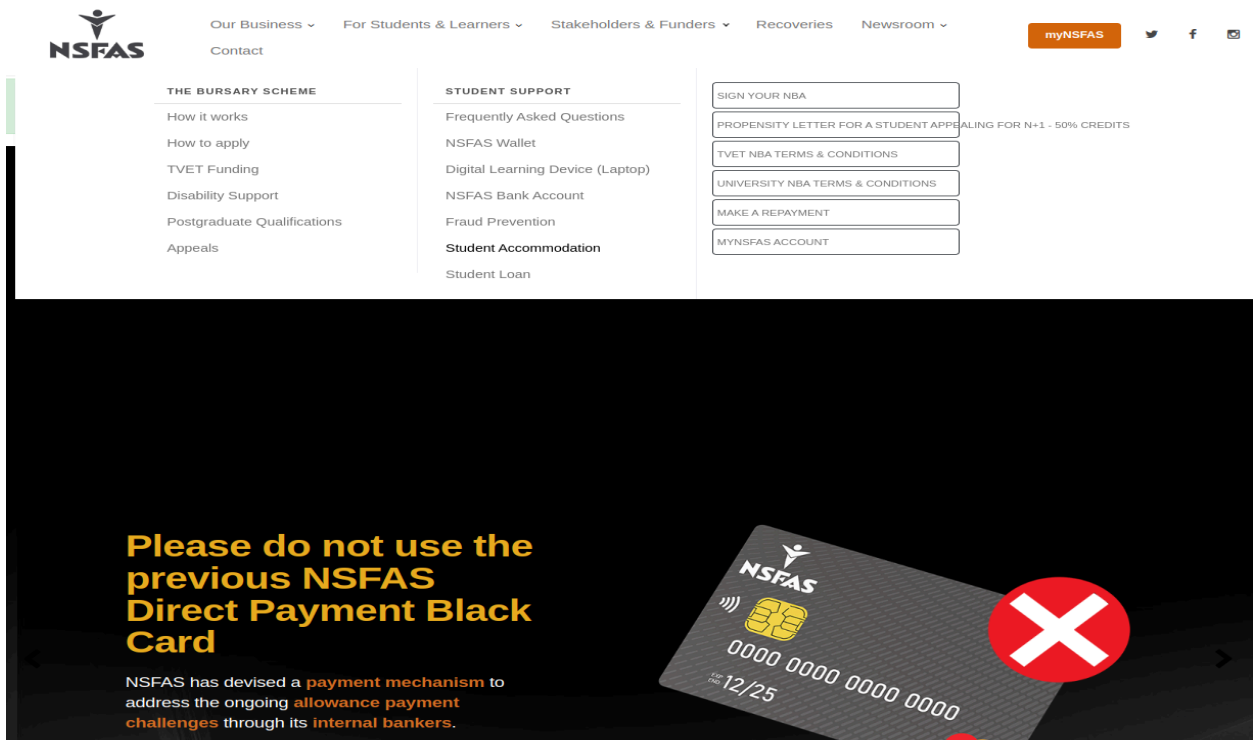 NSFAS
Our Business
For Students & Learners
Stakeholders & Funders
Recoveries
Newsroom
Contact
myNSFAS
THE BURSARY SCHEME
How it works
How to apply
TVET Funding
Disability Support
Postgraduate Qualifications
Appeals
STUDENT SUPPORT
Frequently Asked Questions
NSFAS Wallet
Digital Learning Device (Laptop)
NSFAS Bank Account
Fraud Prevention
Student Accommodation
Student Loan
SIGN YOUR NBA
PROPENSITY LETTER FOR A STUDENT APPEALING FOR N+1 - 50% CREDITS
TVET NBA TERMS & CONDITIONS
UNIVERSITY NBA TERMS & CONDITIONS
MAKE A REPAYMENT
MYNSFAS ACCOUNT
Please do not use the
previous NSFAS
Direct Payment Black
Card
NSFAS has devised a payment mechanism to
address the ongoing allowance payment
challenges through its internal bankers.
NSFAS
0000 0000 0000 0000
12/25